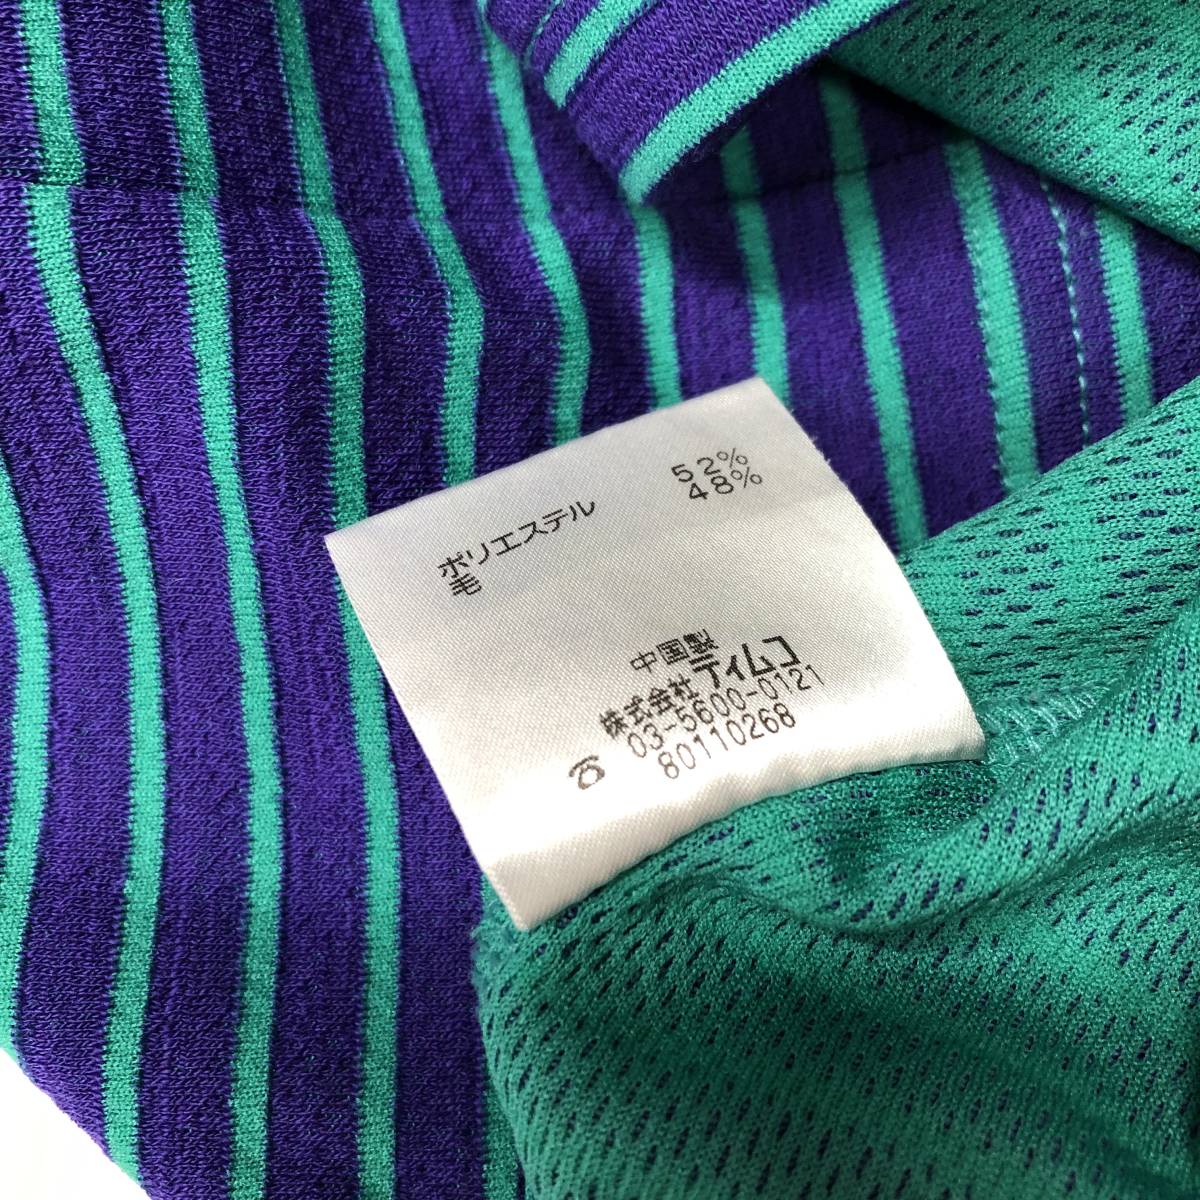 ポリエステル 52%
毛 48%
中国製
株式会社 ティムコ
☎ 03-5600-0121
80110268